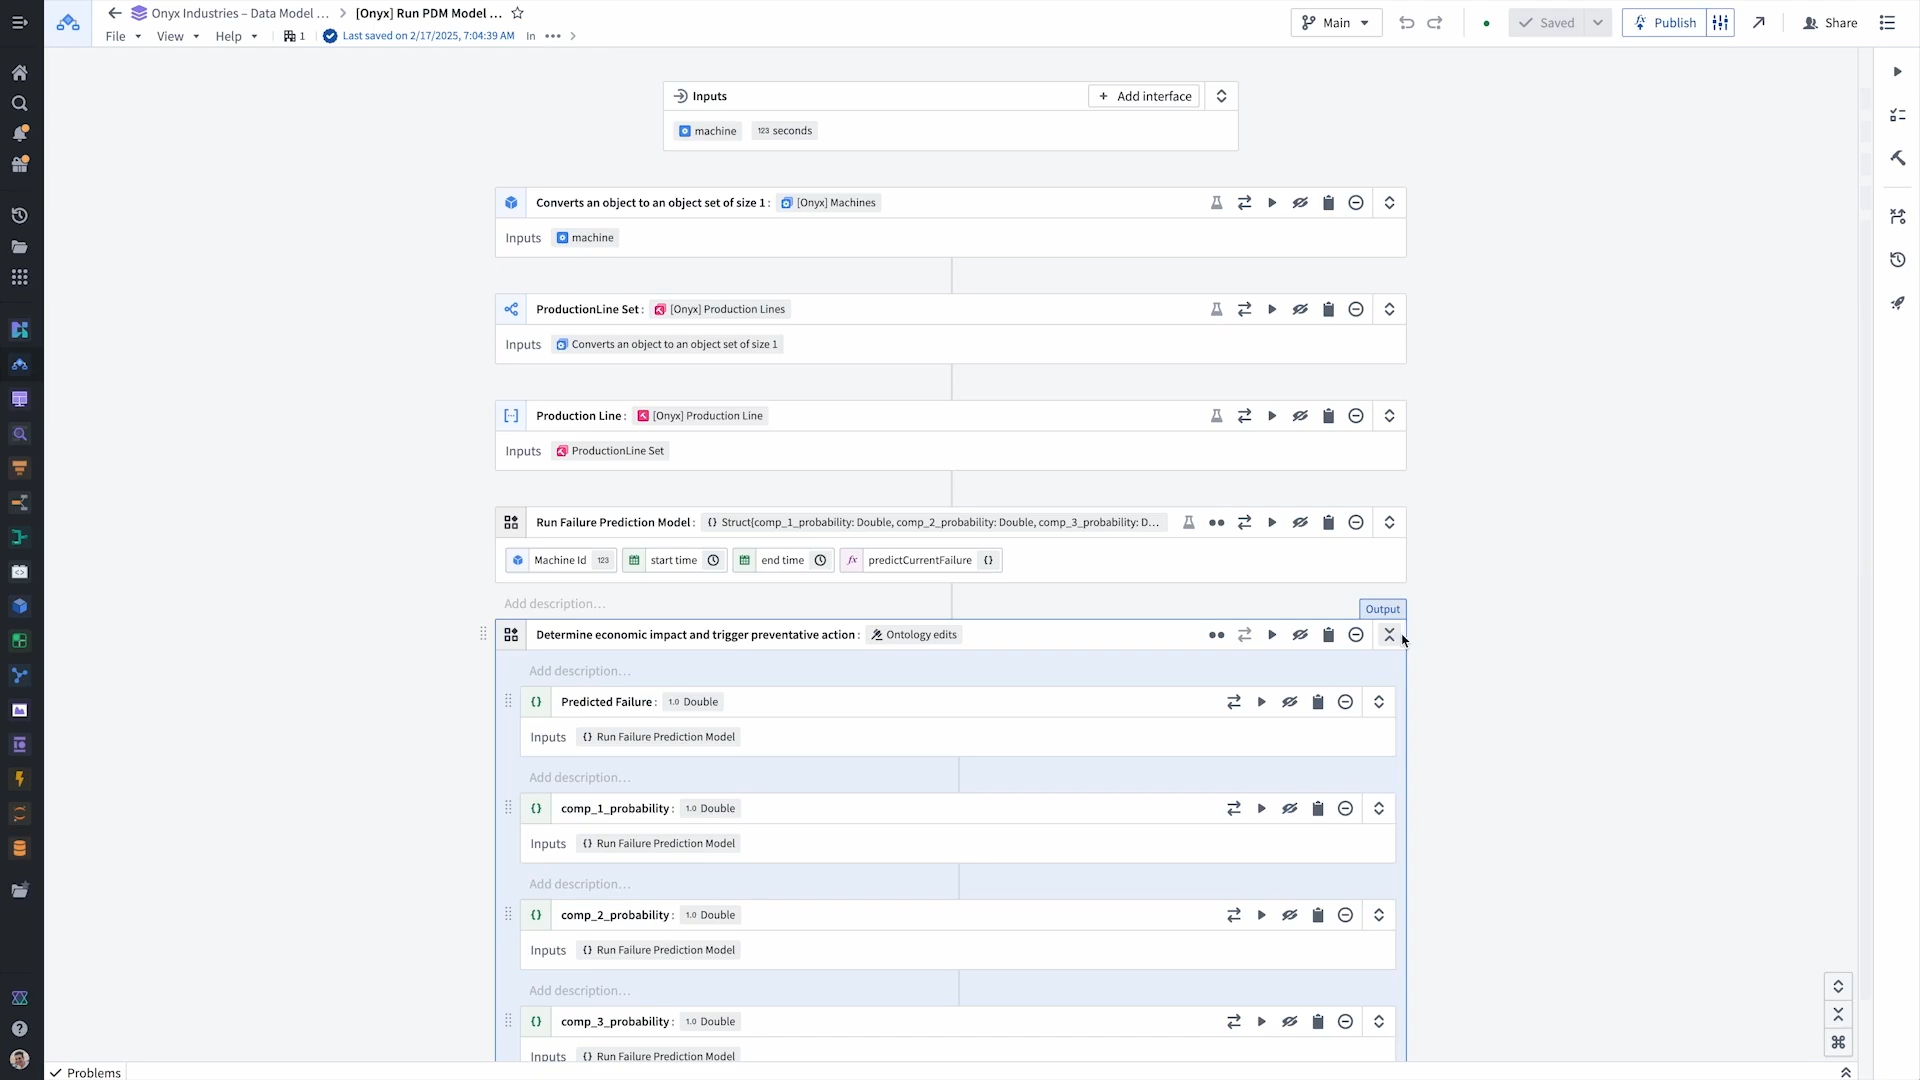 Onyx Industries – Data Model ... [Onyx] Run PDM Model ...
File View Help 1 Last saved on 2/17/2025, 7:04:39 AM In
Main Saved Publish Share
Inputs Add interface
machine 123 seconds
Converts an object to an object set of size 1 : [Onyx] Machines
Inputs machine
ProductionLine Set : [Onyx] Production Lines
Inputs Converts an object to an object set of size 1
Production Line : [Onyx] Production Line
Inputs ProductionLine Set
Run Failure Prediction Model : {} Struct{comp_1_probability: Double, comp_2_probability: Double, comp_3_probability: D...
Machine Id 123 start time end time fx predictCurrentFailure {}
Add description...
Output
Determine economic impact and trigger preventative action : Ontology edits
Add description...
{} Predicted Failure : 1.0 Double
Inputs {} Run Failure Prediction Model
Add description...
{} comp_1_probability : 1.0 Double
Inputs {} Run Failure Prediction Model
Add description...
{} comp_2_probability : 1.0 Double
Inputs {} Run Failure Prediction Model
Add description...
{} comp_3_probability : 1.0 Double
Inputs {} Run Failure Prediction Model
Problems